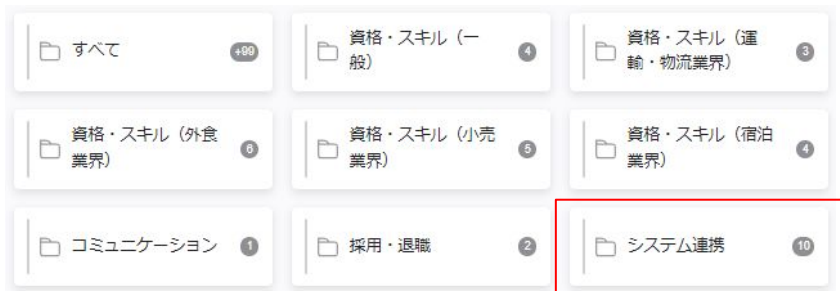 すべて
+99
資格・スキル（一
般）
4
資格・スキル（運
輸・物流業界）
3
資格・スキル（外食
業界）
6
資格・スキル（小売
業界）
5
資格・スキル（宿泊
業界）
4
コミュニケーション
1
採用・退職
2
システム連携
10